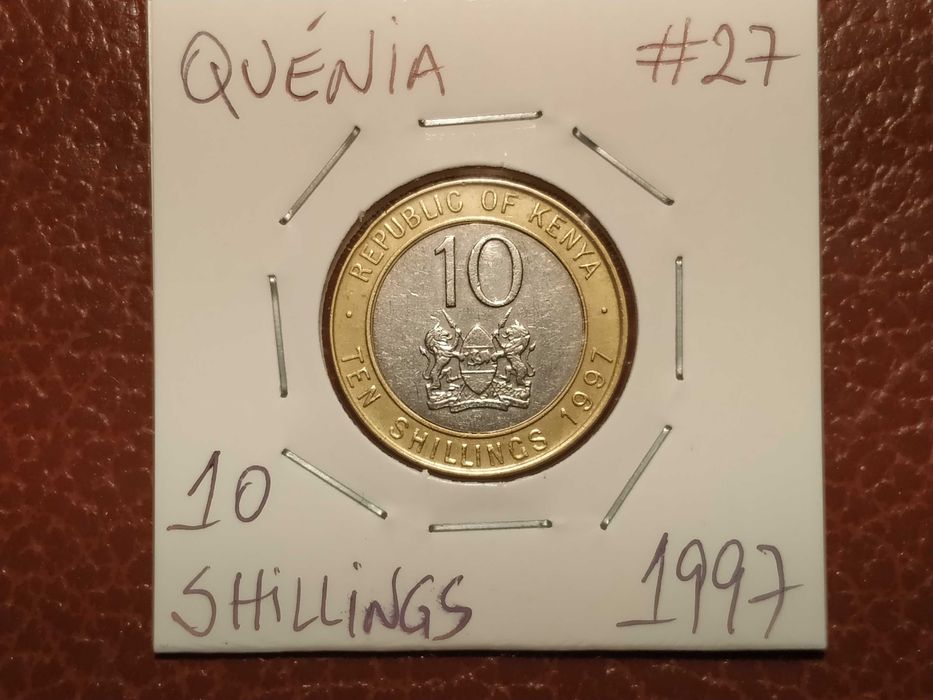 QUÉNIA #27
REPUBLIC OF KENYA
10
TEN SHILLINGS 1997
10
SHILLINGS 1997